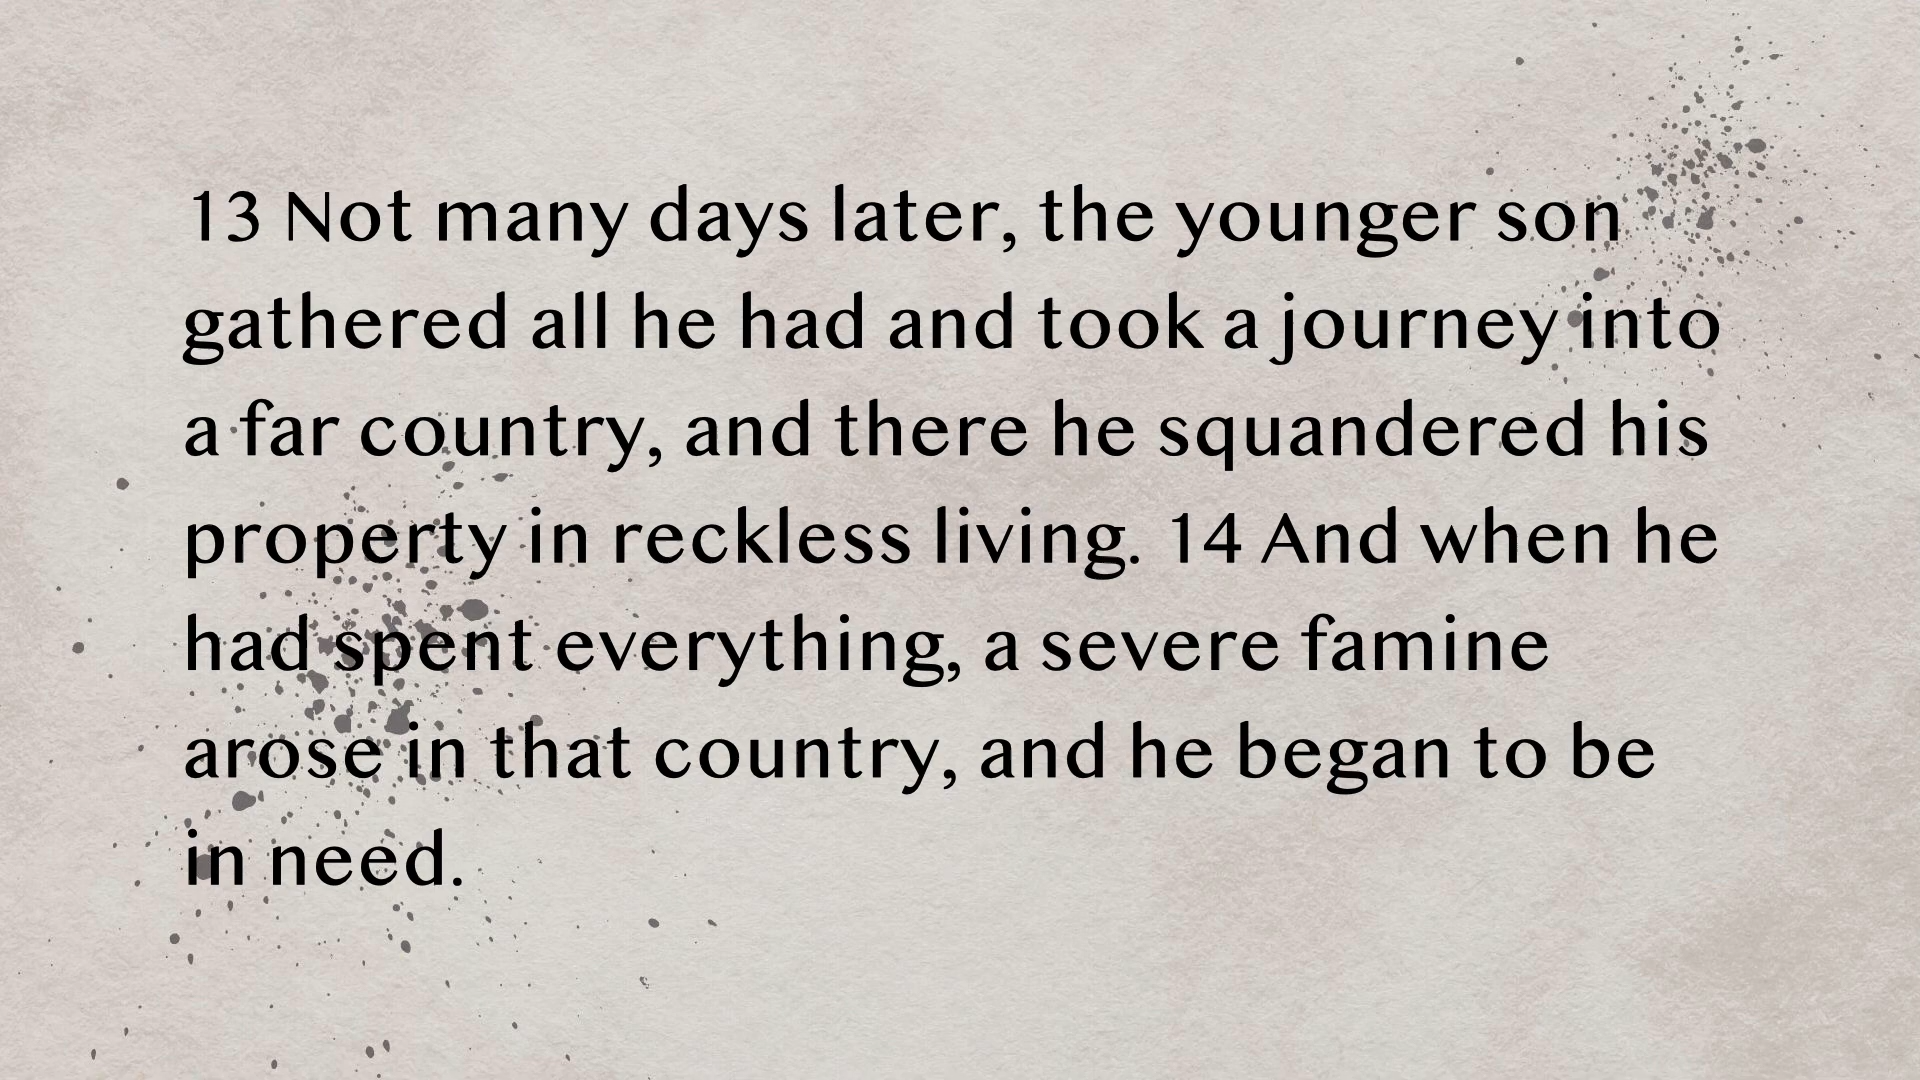 13 Not many days later, the younger son
gathered all he had and took a journey into
a far country, and there he squandered his
property in reckless living. 14 And when he
had spent everything, a severe famine
arose in that country, and he began to be
in need.